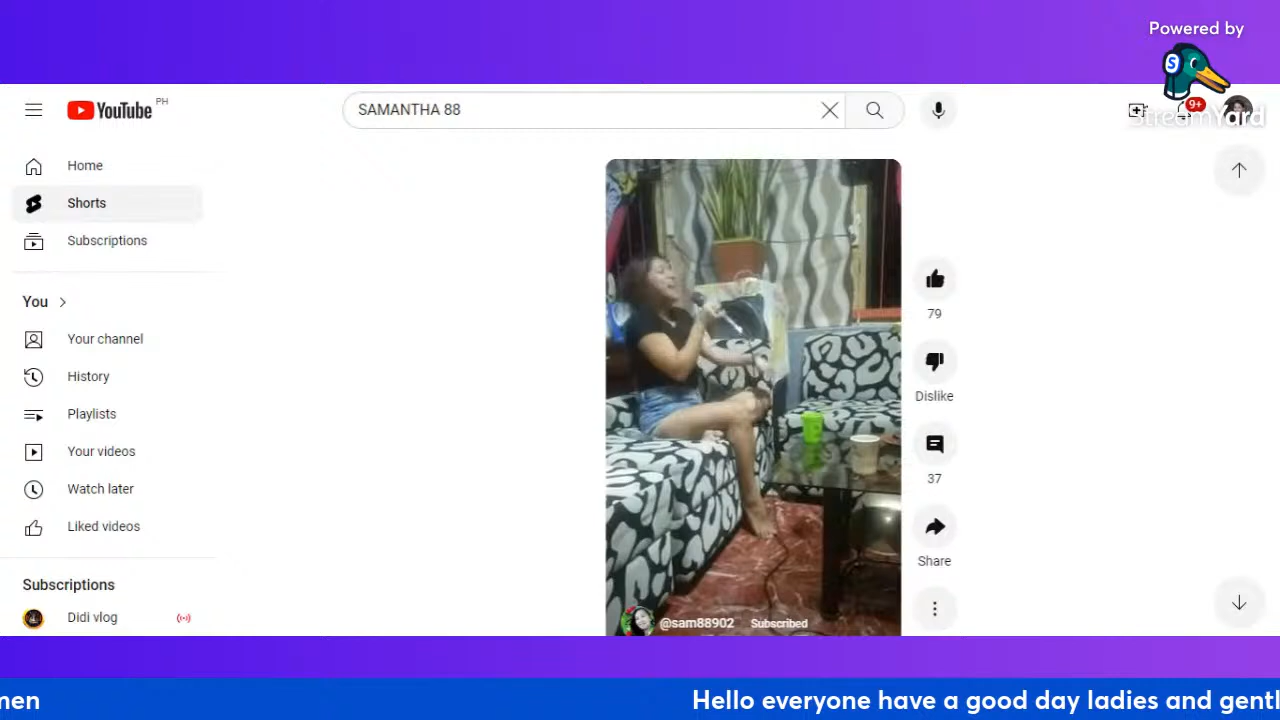 Powered by
S
StreamYard
YouTube PH
SAMANTHA 88
9+
Home
Shorts
Subscriptions
You
Your channel
History
Playlists
Your videos
Watch later
Liked videos
Subscriptions
Didi vlog
79
Dislike
37
Share
@sam88902 Subscribed
men Hello everyone have a good day ladies and gentl